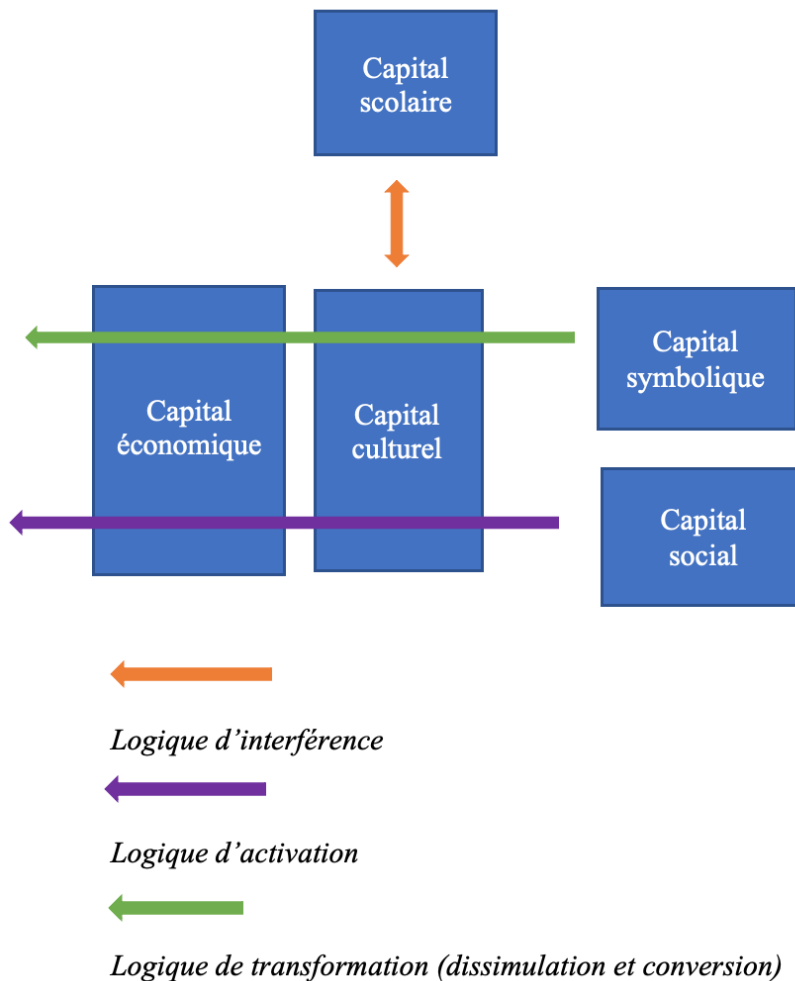 Capital
scolaire
Capital
économique
Capital
culturel
Capital
symbolique
Capital
social
Logique d’interférence
Logique d’activation
Logique de transformation (dissimulation et conversion)